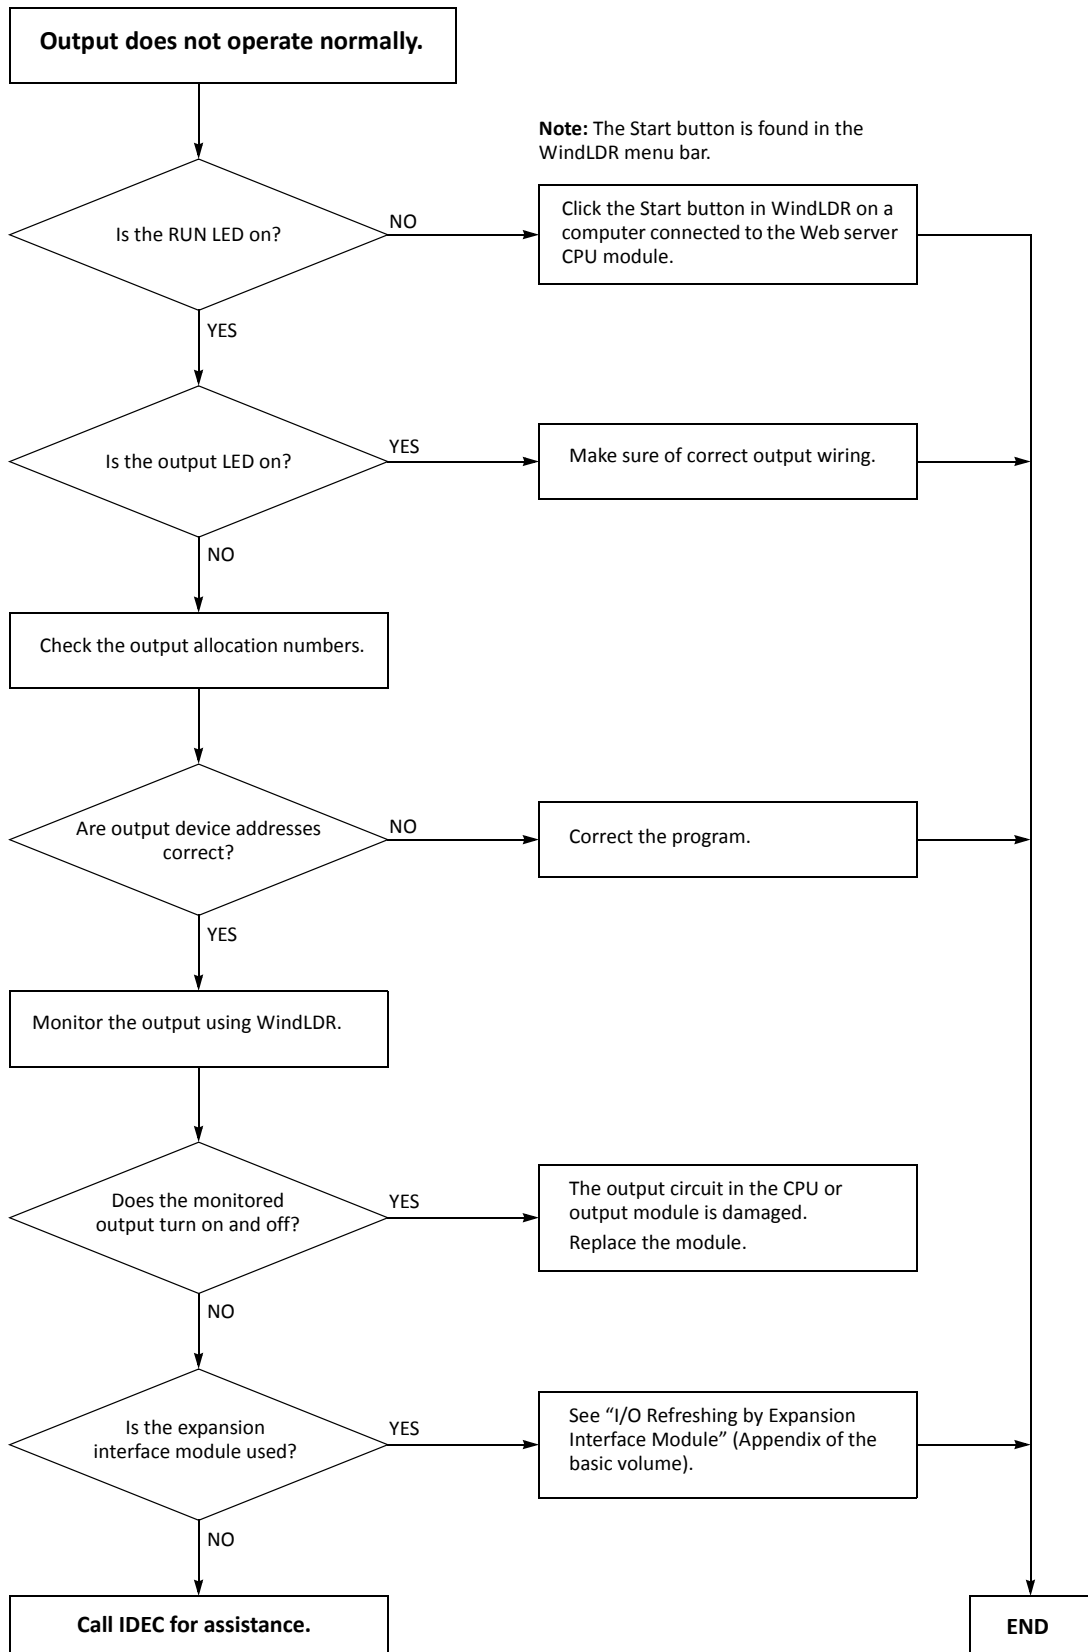 Output does not operate normally.
Note: The Start button is found in the
WindLDR menu bar.
Is the RUN LED on?
NO
Click the Start button in WindLDR on a
computer connected to the Web server
CPU module.
YES
Is the output LED on?
YES
Make sure of correct output wiring.
NO
Check the output allocation numbers.
Are output device addresses
correct?
NO
Correct the program.
YES
Monitor the output using WindLDR.
Does the monitored
output turn on and off?
YES
The output circuit in the CPU or
output module is damaged.
Replace the module.
NO
Is the expansion
interface module used?
YES
See “I/O Refreshing by Expansion
Interface Module” (Appendix of the
basic volume).
NO
Call IDEC for assistance.
END